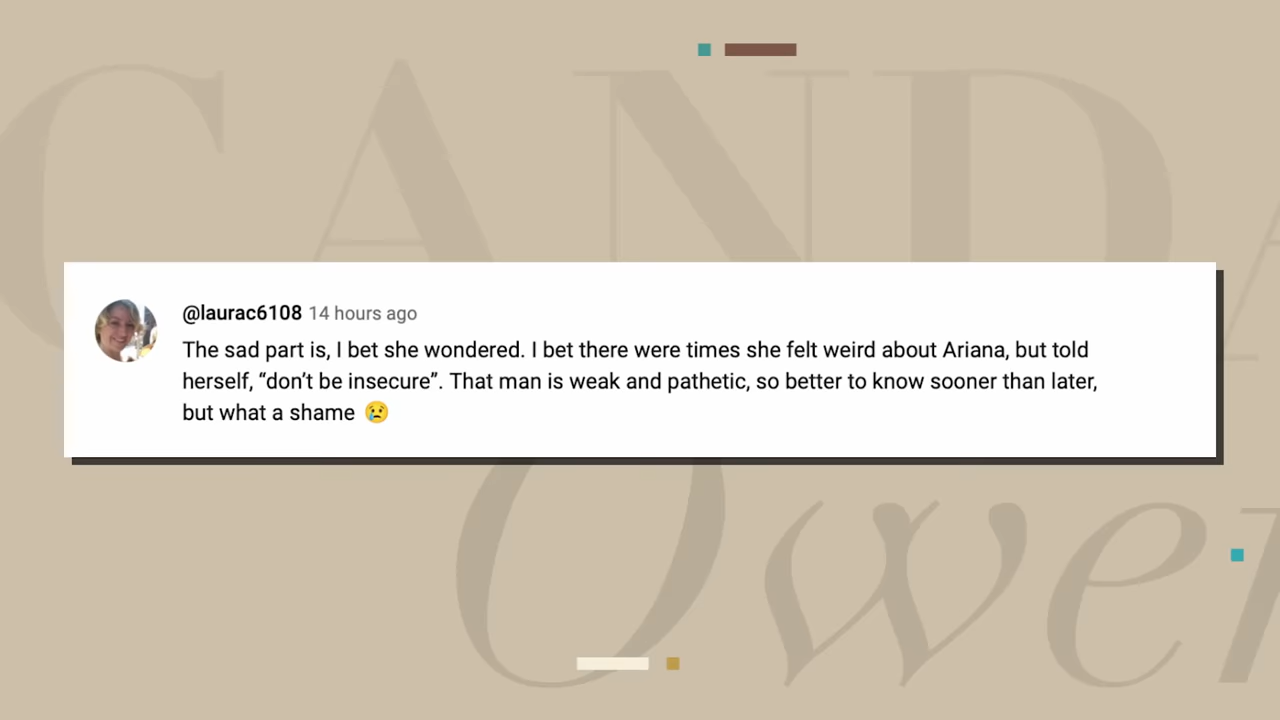 CANDA
@laurac6108 14 hours ago
The sad part is, I bet she wondered. I bet there were times she felt weird about Ariana, but told
herself, “don’t be insecure”. That man is weak and pathetic, so better to know sooner than later,
but what a shame 😢
Ower